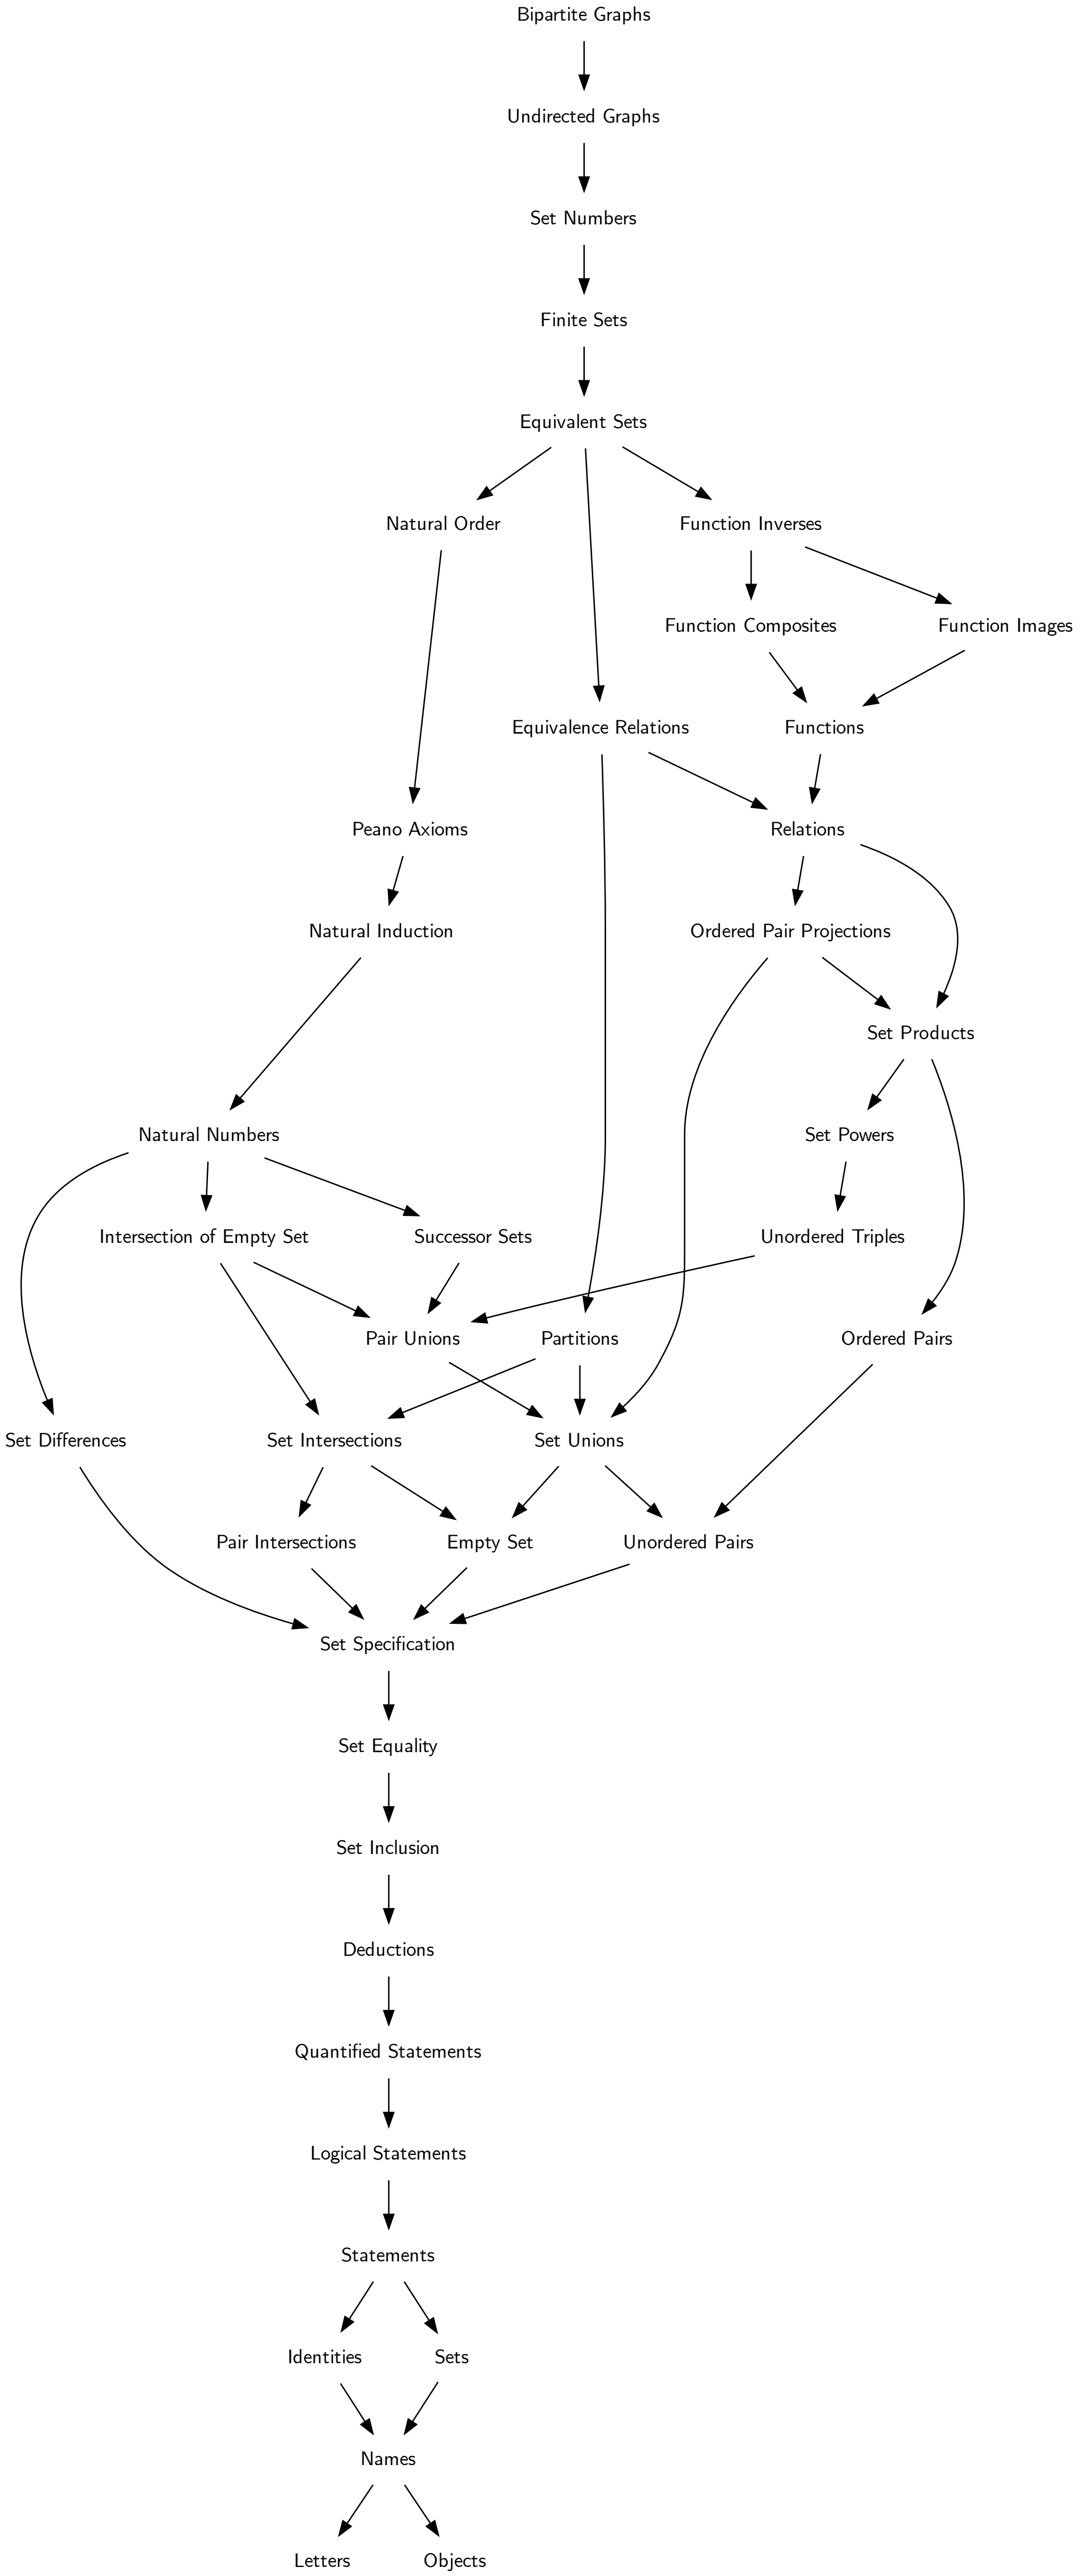 Bipartite Graphs
Undirected Graphs
Set Numbers
Finite Sets
Equivalent Sets
Natural Order
Function Inverses
Function Composites
Function Images
Equivalence Relations
Functions
Peano Axioms
Relations
Natural Induction
Ordered Pair Projections
Set Products
Natural Numbers
Set Powers
Intersection of Empty Set
Successor Sets
Unordered Triples
Pair Unions
Partitions
Ordered Pairs
Set Differences
Set Intersections
Set Unions
Pair Intersections
Empty Set
Unordered Pairs
Set Specification
Set Equality
Set Inclusion
Deductions
Quantified Statements
Logical Statements
Statements
Identities
Sets
Names
Letters
Objects